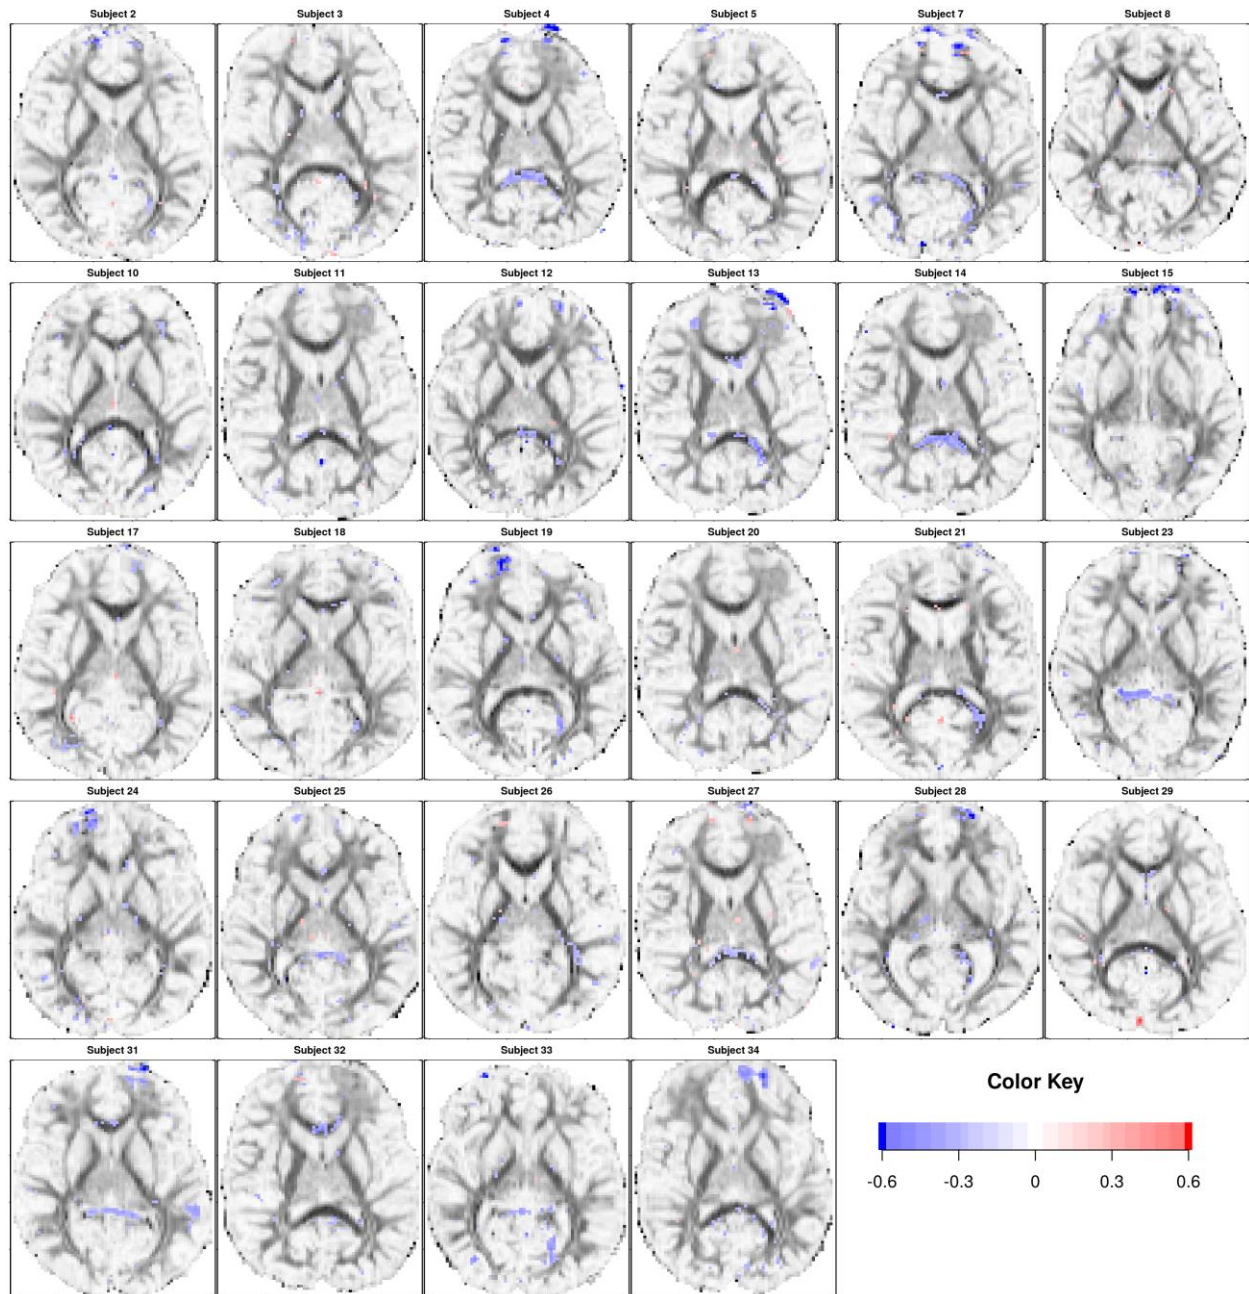 Subject 2 Subject 3 Subject 4 Subject 5 Subject 7 Subject 8
Subject 10 Subject 11 Subject 12 Subject 13 Subject 14 Subject 15
Subject 17 Subject 18 Subject 19 Subject 20 Subject 21 Subject 23
Subject 24 Subject 25 Subject 26 Subject 27 Subject 28 Subject 29
Subject 31 Subject 32 Subject 33 Subject 34
Color Key
-0.6 -0.3 0 0.3 0.6